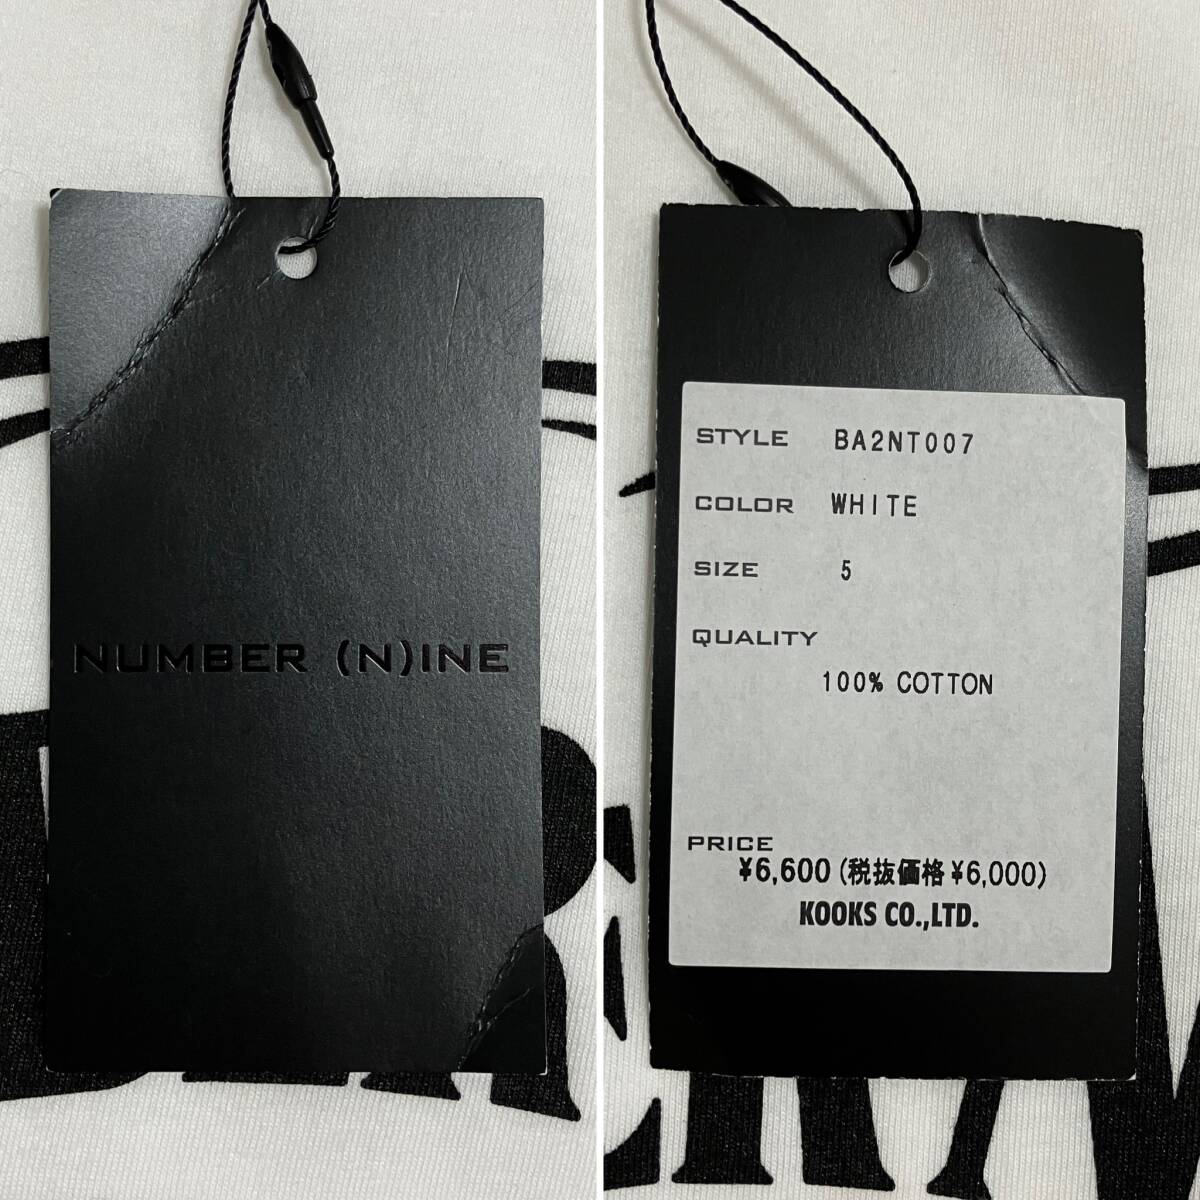 NUMBER (N)INE
STYLE BA2NT007
COLOR WHITE
SIZE 5
QUALITY
100% COTTON
PRICE
¥6,600 (税抜価格¥6,000)
KOOKS CO.,LTD.